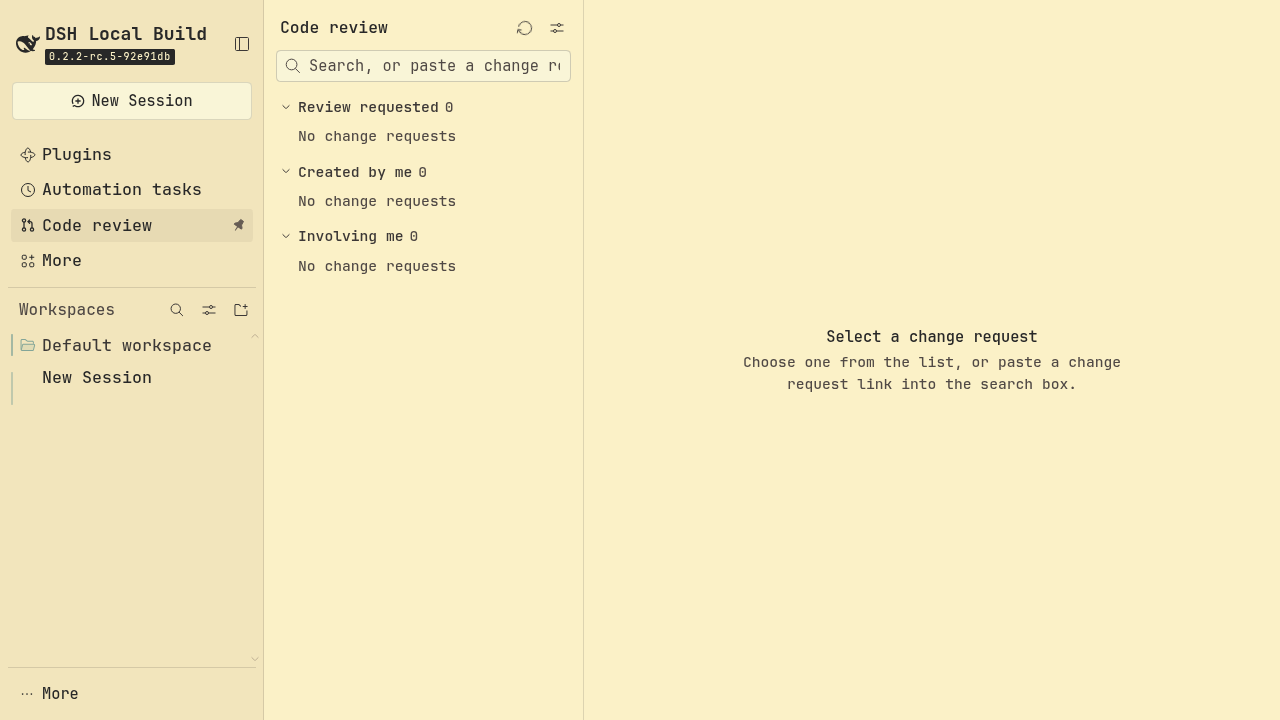 DSH Local Build
0.2.2-rc.5-92e91db
New Session
Plugins
Automation tasks
Code review
More
Workspaces
Default workspace
New Session
More
Code review
Search, or paste a change re
Review requested 0
No change requests
Created by me 0
No change requests
Involving me 0
No change requests
Select a change request
Choose one from the list, or paste a change
request link into the search box.